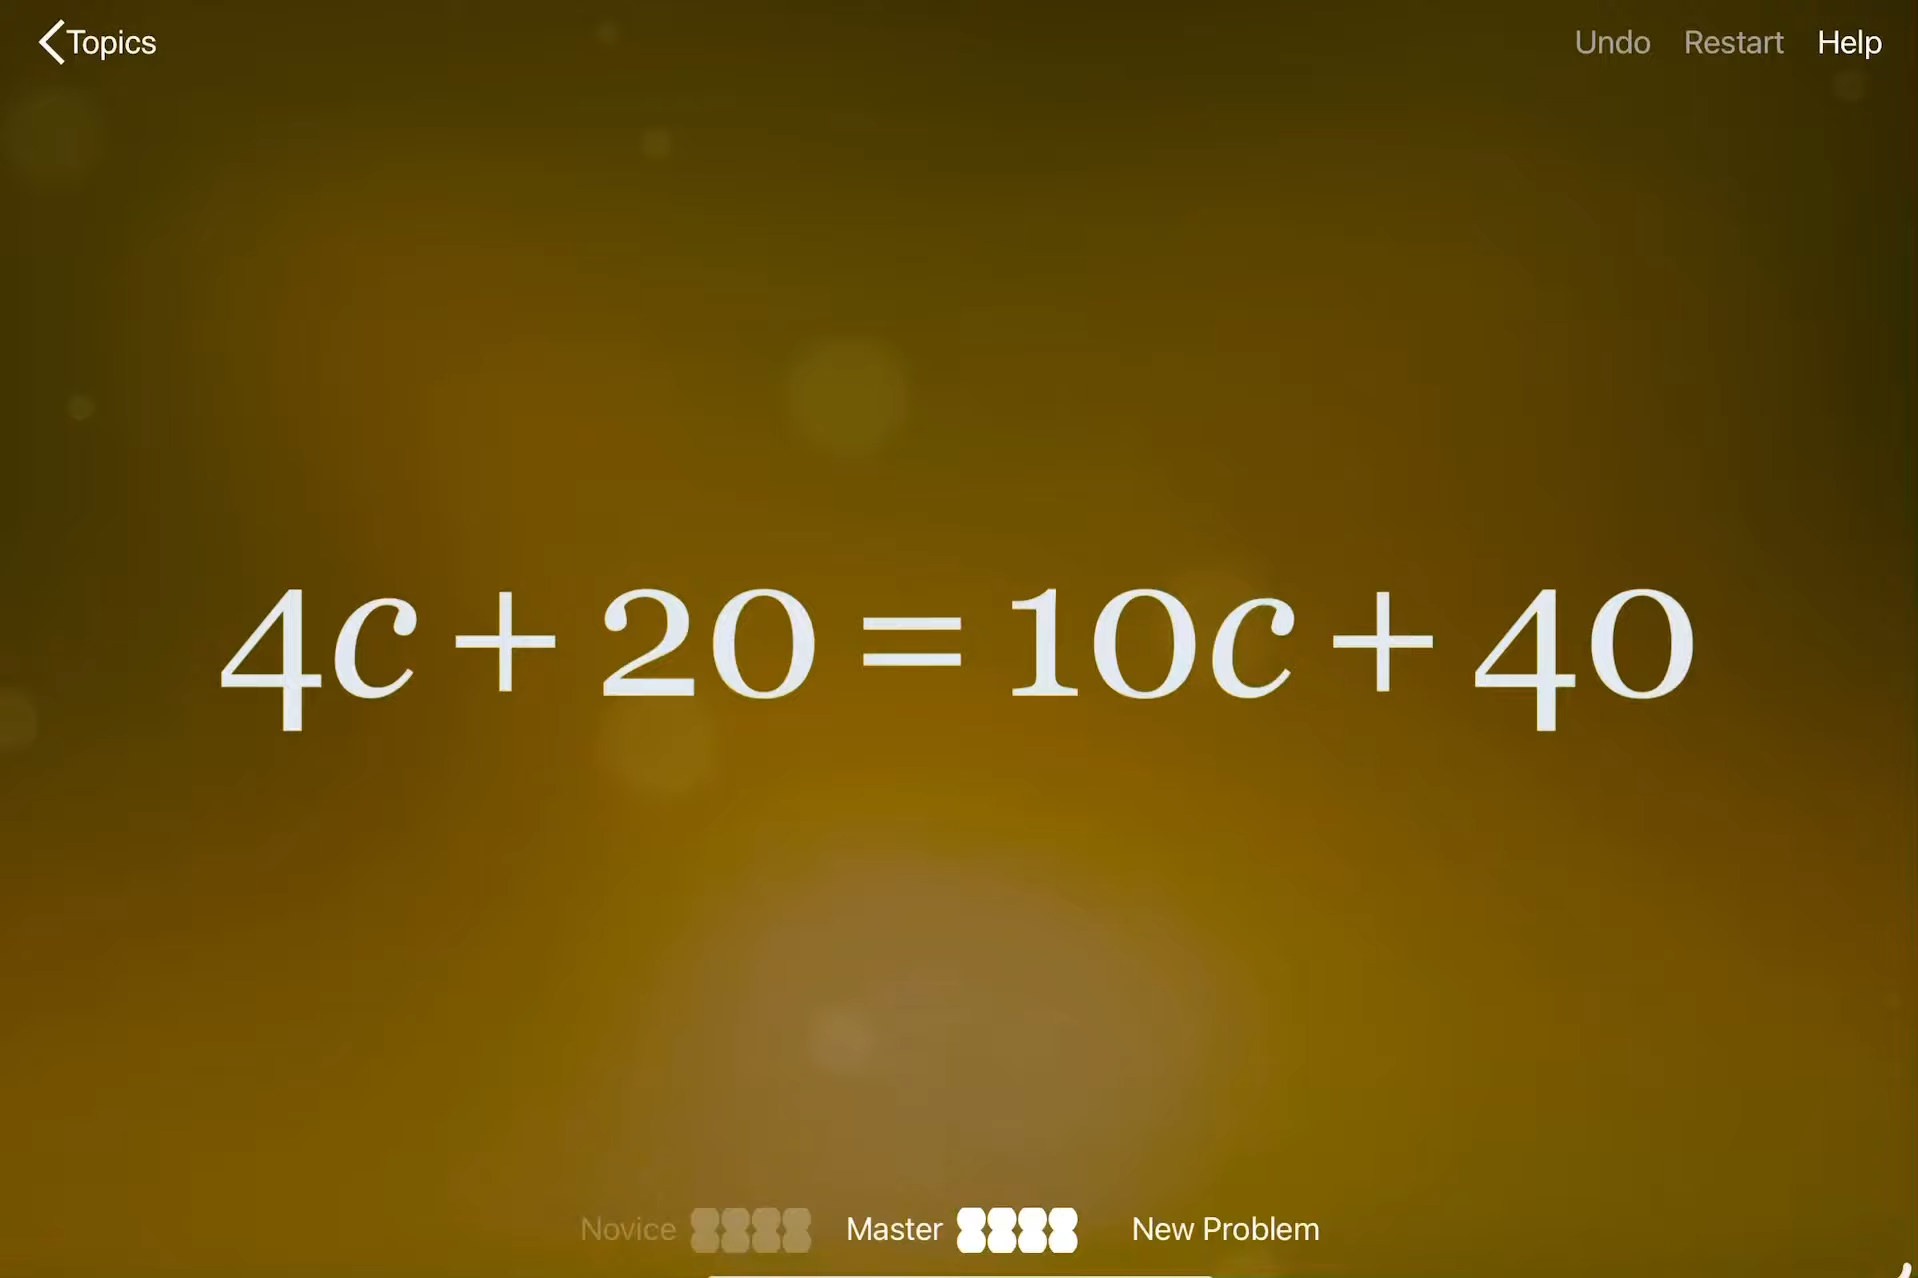 Topics Undo Restart Help
4c + 20 = 10c + 40
Novice Master New Problem